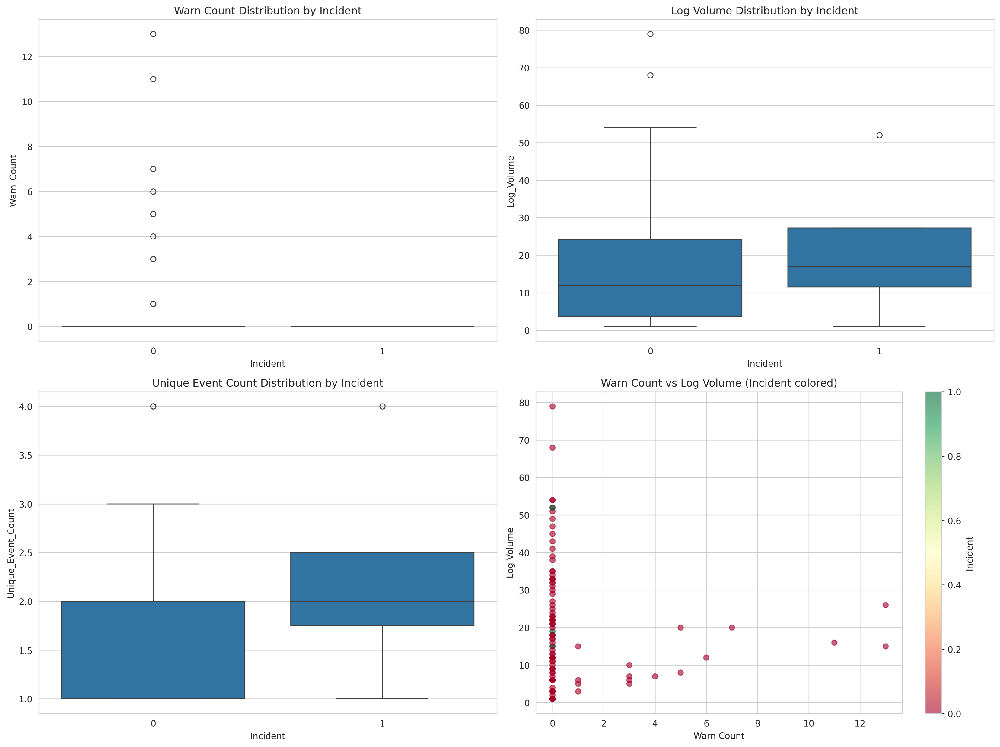 Warn Count Distribution by Incident
12
10
8
6
4
2
0
Warn_Count
0 1
Incident
Log Volume Distribution by Incident
80
70
60
50
40
30
20
10
0
Log_Volume
0 1
Incident
Unique Event Count Distribution by Incident
4.0
3.5
3.0
2.5
2.0
1.5
1.0
Unique_Event_Count
0 1
Incident
Warn Count vs Log Volume (Incident colored)
80
70
60
50
40
30
20
10
0
Log Volume
0 2 4 6 8 10 12
Warn Count
1.0
0.8
0.6
0.4
0.2
0.0
Incident